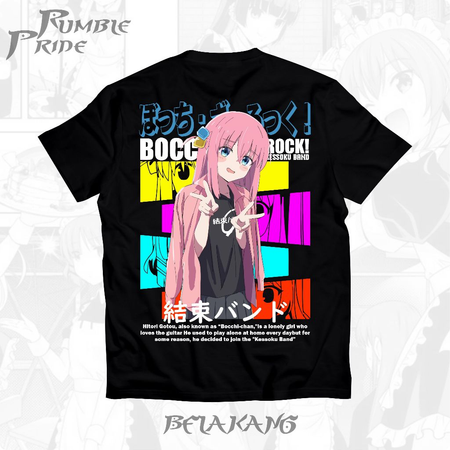 RUMBLE
PRIDE
ぼっち・ざ・ろっく！
BOCC ROCK!
KESSOKU BAND
結束バンド
Hitori Gotou, also known as "Bocchi-chan,"is a lonely girl who
loves the guitar He used to play alone at home every daybut for
some reason, he decided to join the "Kessoku Band"
BELAKANG